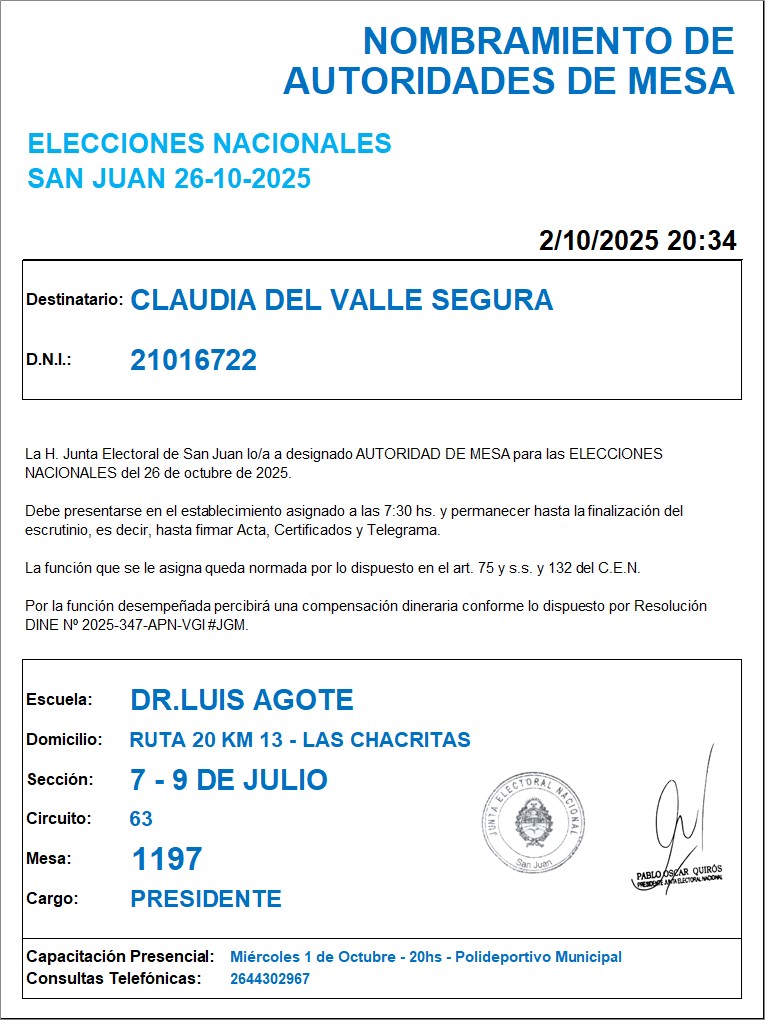 NOMBRAMIENTO DE
AUTORIDADES DE MESA
ELECCIONES NACIONALES
SAN JUAN 26-10-2025
2/10/2025 20:34
Destinatario: CLAUDIA DEL VALLE SEGURA
D.N.I.: 21016722
La H. Junta Electoral de San Juan lo/a a designado AUTORIDAD DE MESA para las ELECCIONES
NACIONALES del 26 de octubre de 2025.
Debe presentarse en el establecimiento asignado a las 7:30 hs. y permanecer hasta la finalización del
escrutinio, es decir, hasta firmar Acta, Certificados y Telegrama.
La función que se le asigna queda normada por lo dispuesto en el art. 75 y s.s. y 132 del C.E.N.
Por la función desempeñada percibirá una compensación dineraria conforme lo dispuesto por Resolución
DINE Nº 2025-347-APN-VGI#JGM.
Escuela: DR.LUIS AGOTE
Domicilio: RUTA 20 KM 13 - LAS CHACRITAS
Sección: 7 - 9 DE JULIO
Circuito: 63
Mesa: 1197
Cargo: PRESIDENTE
JUNTA ELECTORAL NACIONAL
San Juan
PABLO OSCAR QUIRÓS
PRESIDENTE JUNTA ELECTORAL NACIONAL
Capacitación Presencial: Miércoles 1 de Octubre - 20hs - Polideportivo Municipal
Consultas Telefónicas: 2644302967